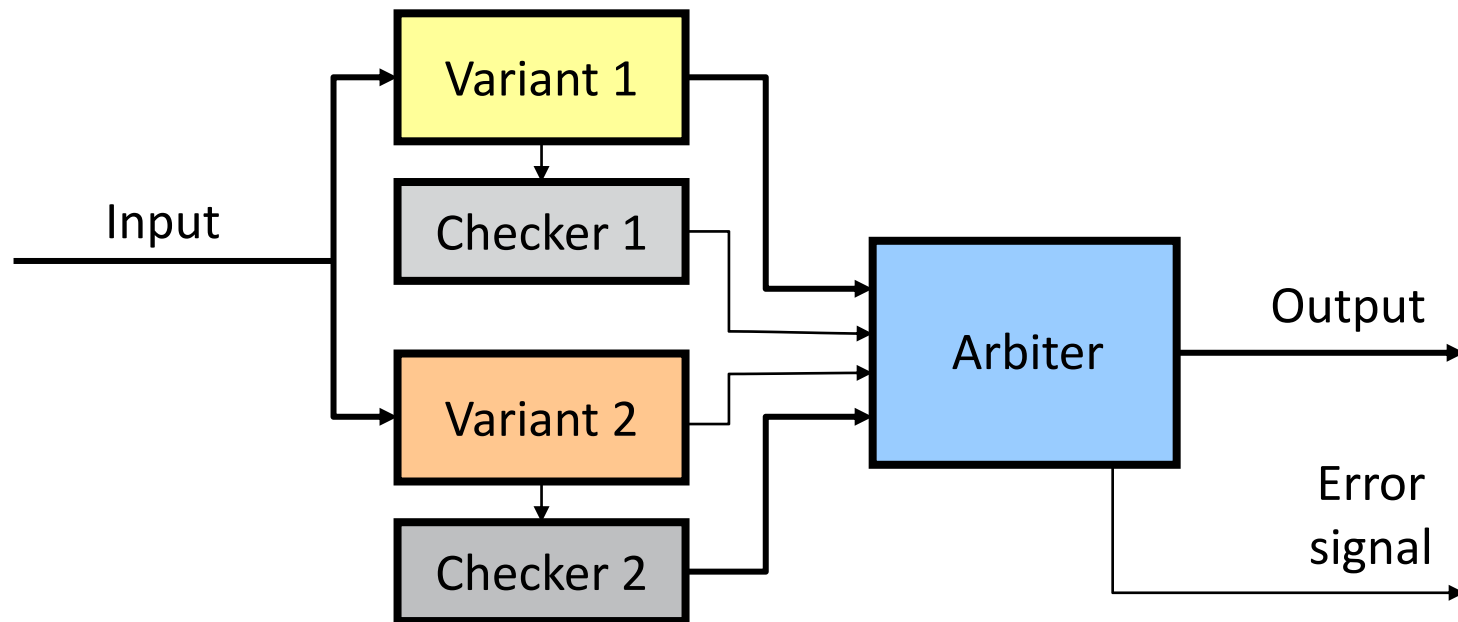 Variant 1
Input
Checker 1
Variant 2
Checker 2
Arbiter
Output
Error
signal